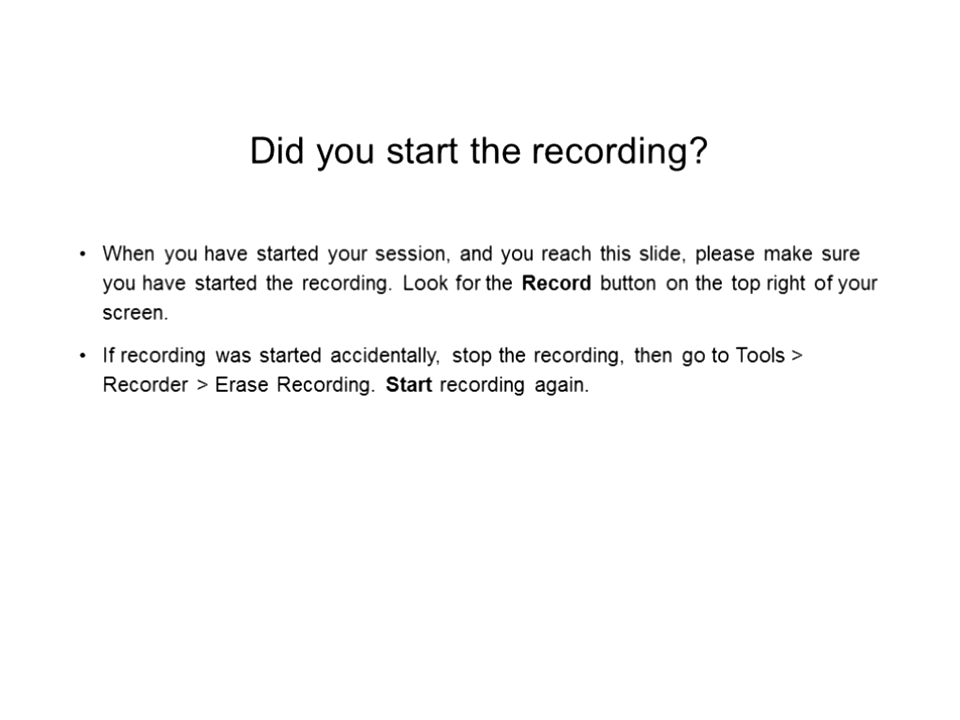 Did you start the recording?
• When you have started your session, and you reach this slide, please make sure
you have started the recording. Look for the Record button on the top right of your
screen.
• If recording was started accidentally, stop the recording, then go to Tools >
Recorder > Erase Recording. Start recording again.